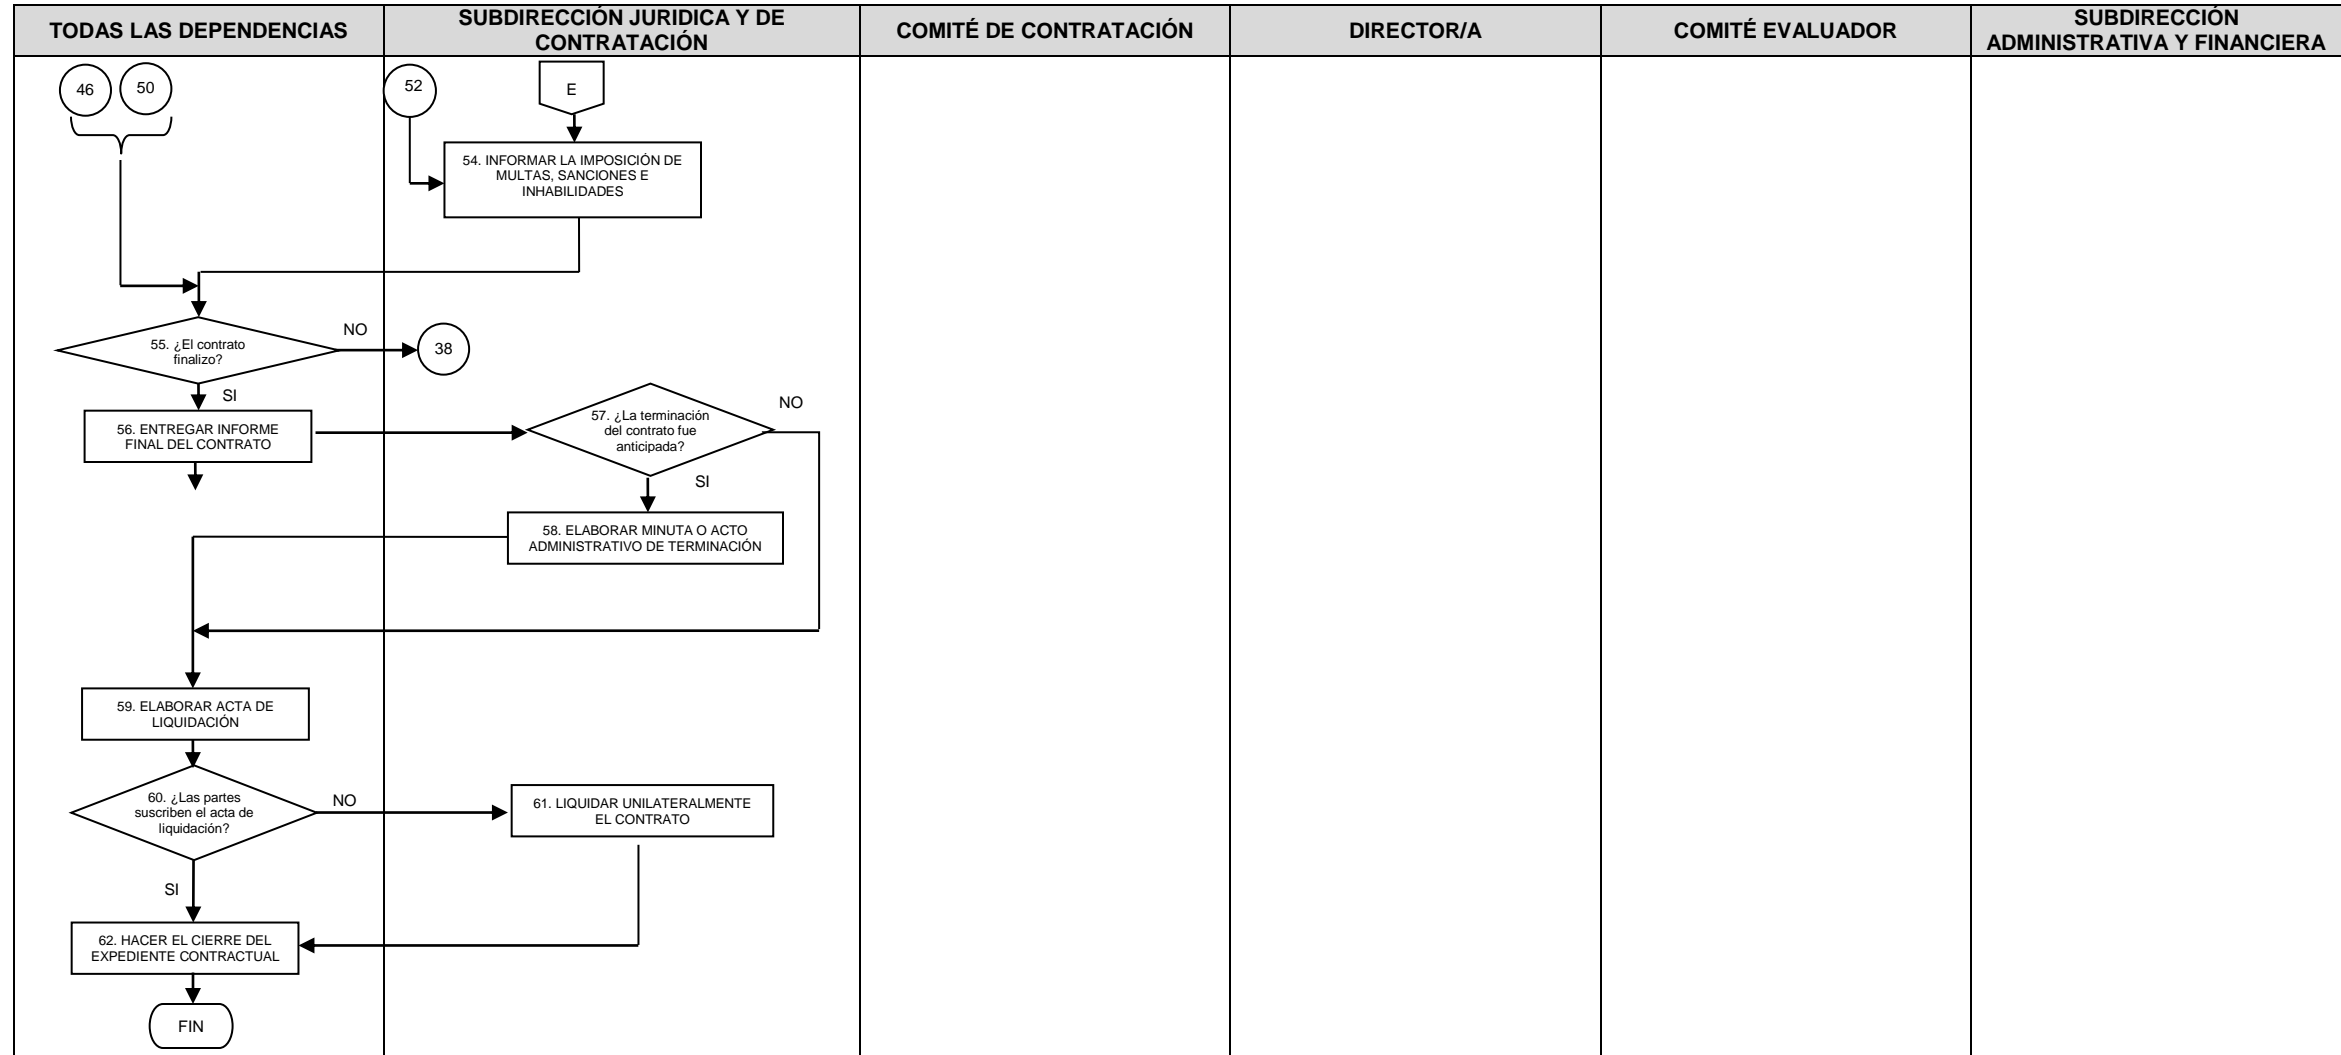 TODAS LAS DEPENDENCIAS
SUBDIRECCIÓN JURIDICA Y DE
CONTRATACIÓN
COMITÉ DE CONTRATACIÓN
DIRECTOR/A
COMITÉ EVALUADOR
SUBDIRECCIÓN
ADMINISTRATIVA Y FINANCIERA
46
50
52
E
54. INFORMAR LA IMPOSICIÓN DE
MULTAS, SANCIONES E
INHABILIDADES
55. ¿El contrato
finalizo?
NO
38
SI
56. ENTREGAR INFORME
FINAL DEL CONTRATO
57. ¿La terminación
del contrato fue
anticipada?
NO
SI
58. ELABORAR MINUTA O ACTO
ADMINISTRATIVO DE TERMINACIÓN
59. ELABORAR ACTA DE
LIQUIDACIÓN
60. ¿Las partes
suscriben el acta de
liquidación?
NO
61. LIQUIDAR UNILATERALMENTE
EL CONTRATO
SI
62. HACER EL CIERRE DEL
EXPEDIENTE CONTRACTUAL
FIN